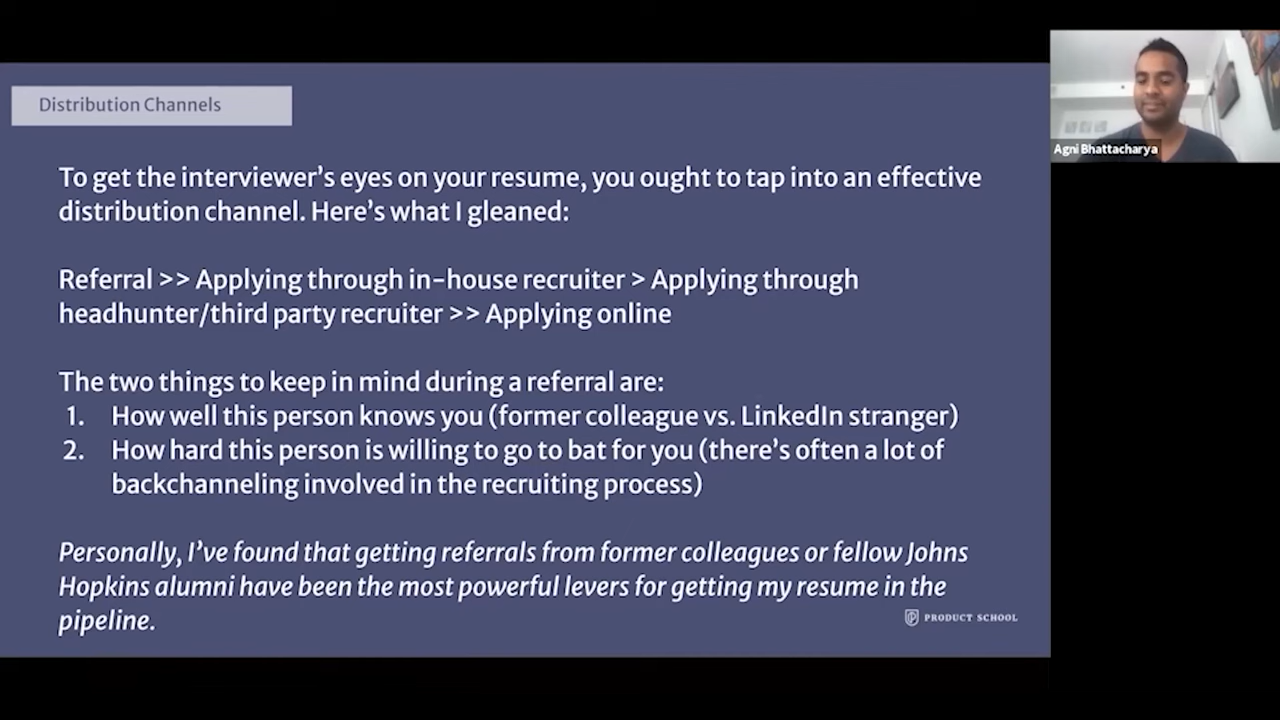 Distribution Channels
To get the interviewer’s eyes on your resume, you ought to tap into an effective
distribution channel. Here’s what I gleaned:
Referral >> Applying through in-house recruiter > Applying through
headhunter/third party recruiter >> Applying online
The two things to keep in mind during a referral are:
1. How well this person knows you (former colleague vs. LinkedIn stranger)
2. How hard this person is willing to go to bat for you (there’s often a lot of
backchanneling involved in the recruiting process)
Personally, I’ve found that getting referrals from former colleagues or fellow Johns
Hopkins alumni have been the most powerful levers for getting my resume in the
pipeline.
PRODUCT SCHOOL
Agni Bhattacharya